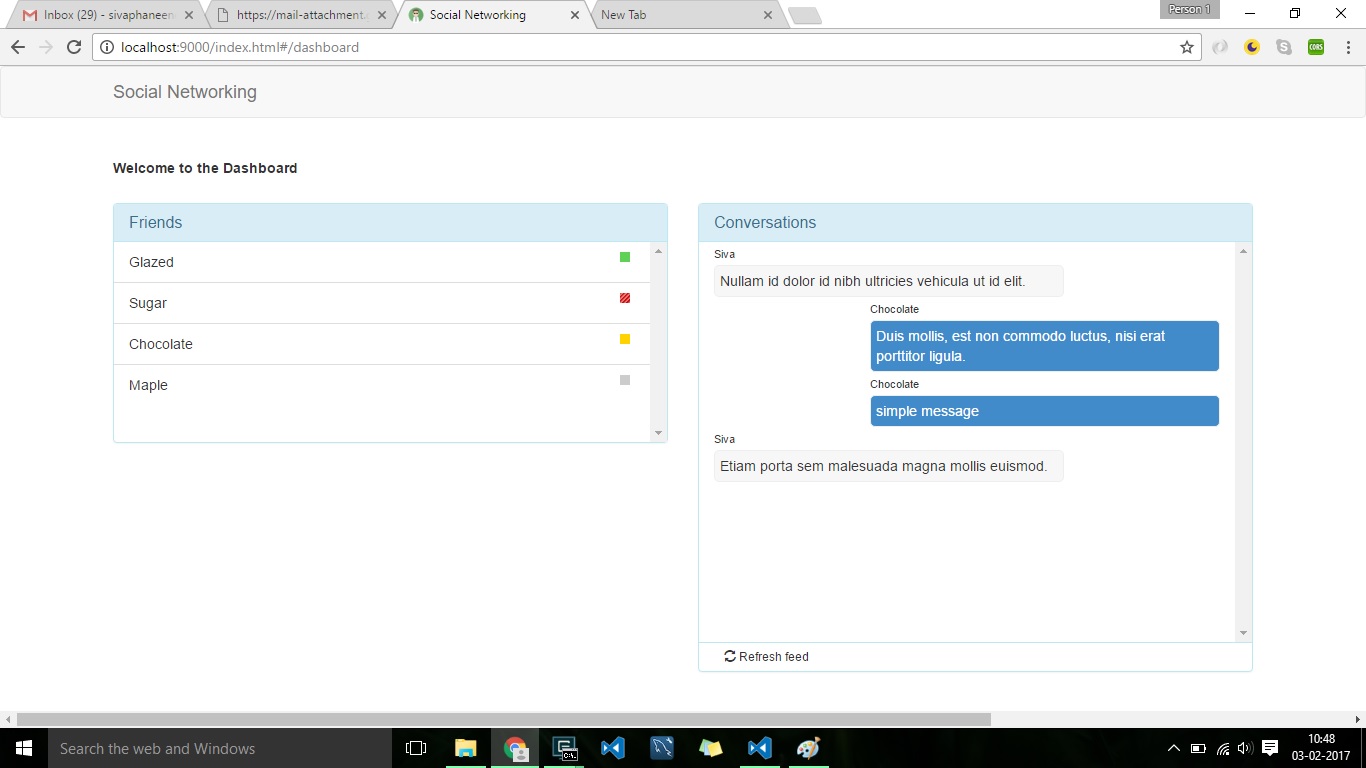 Inbox (29) - sivaphaneen
https://mail-attachment.
Social Networking
New Tab
Person 1
localhost:9000/index.html#/dashboard
CORS
Social Networking
Welcome to the Dashboard
Friends
Glazed
Sugar
Chocolate
Maple
Conversations
Siva
Nullam id dolor id nibh ultricies vehicula ut id elit.
Chocolate
Duis mollis, est non commodo luctus, nisi erat
porttitor ligula.
Chocolate
simple message
Siva
Etiam porta sem malesuada magna mollis euismod.
Refresh feed
Search the web and Windows
10:48
03-02-2017